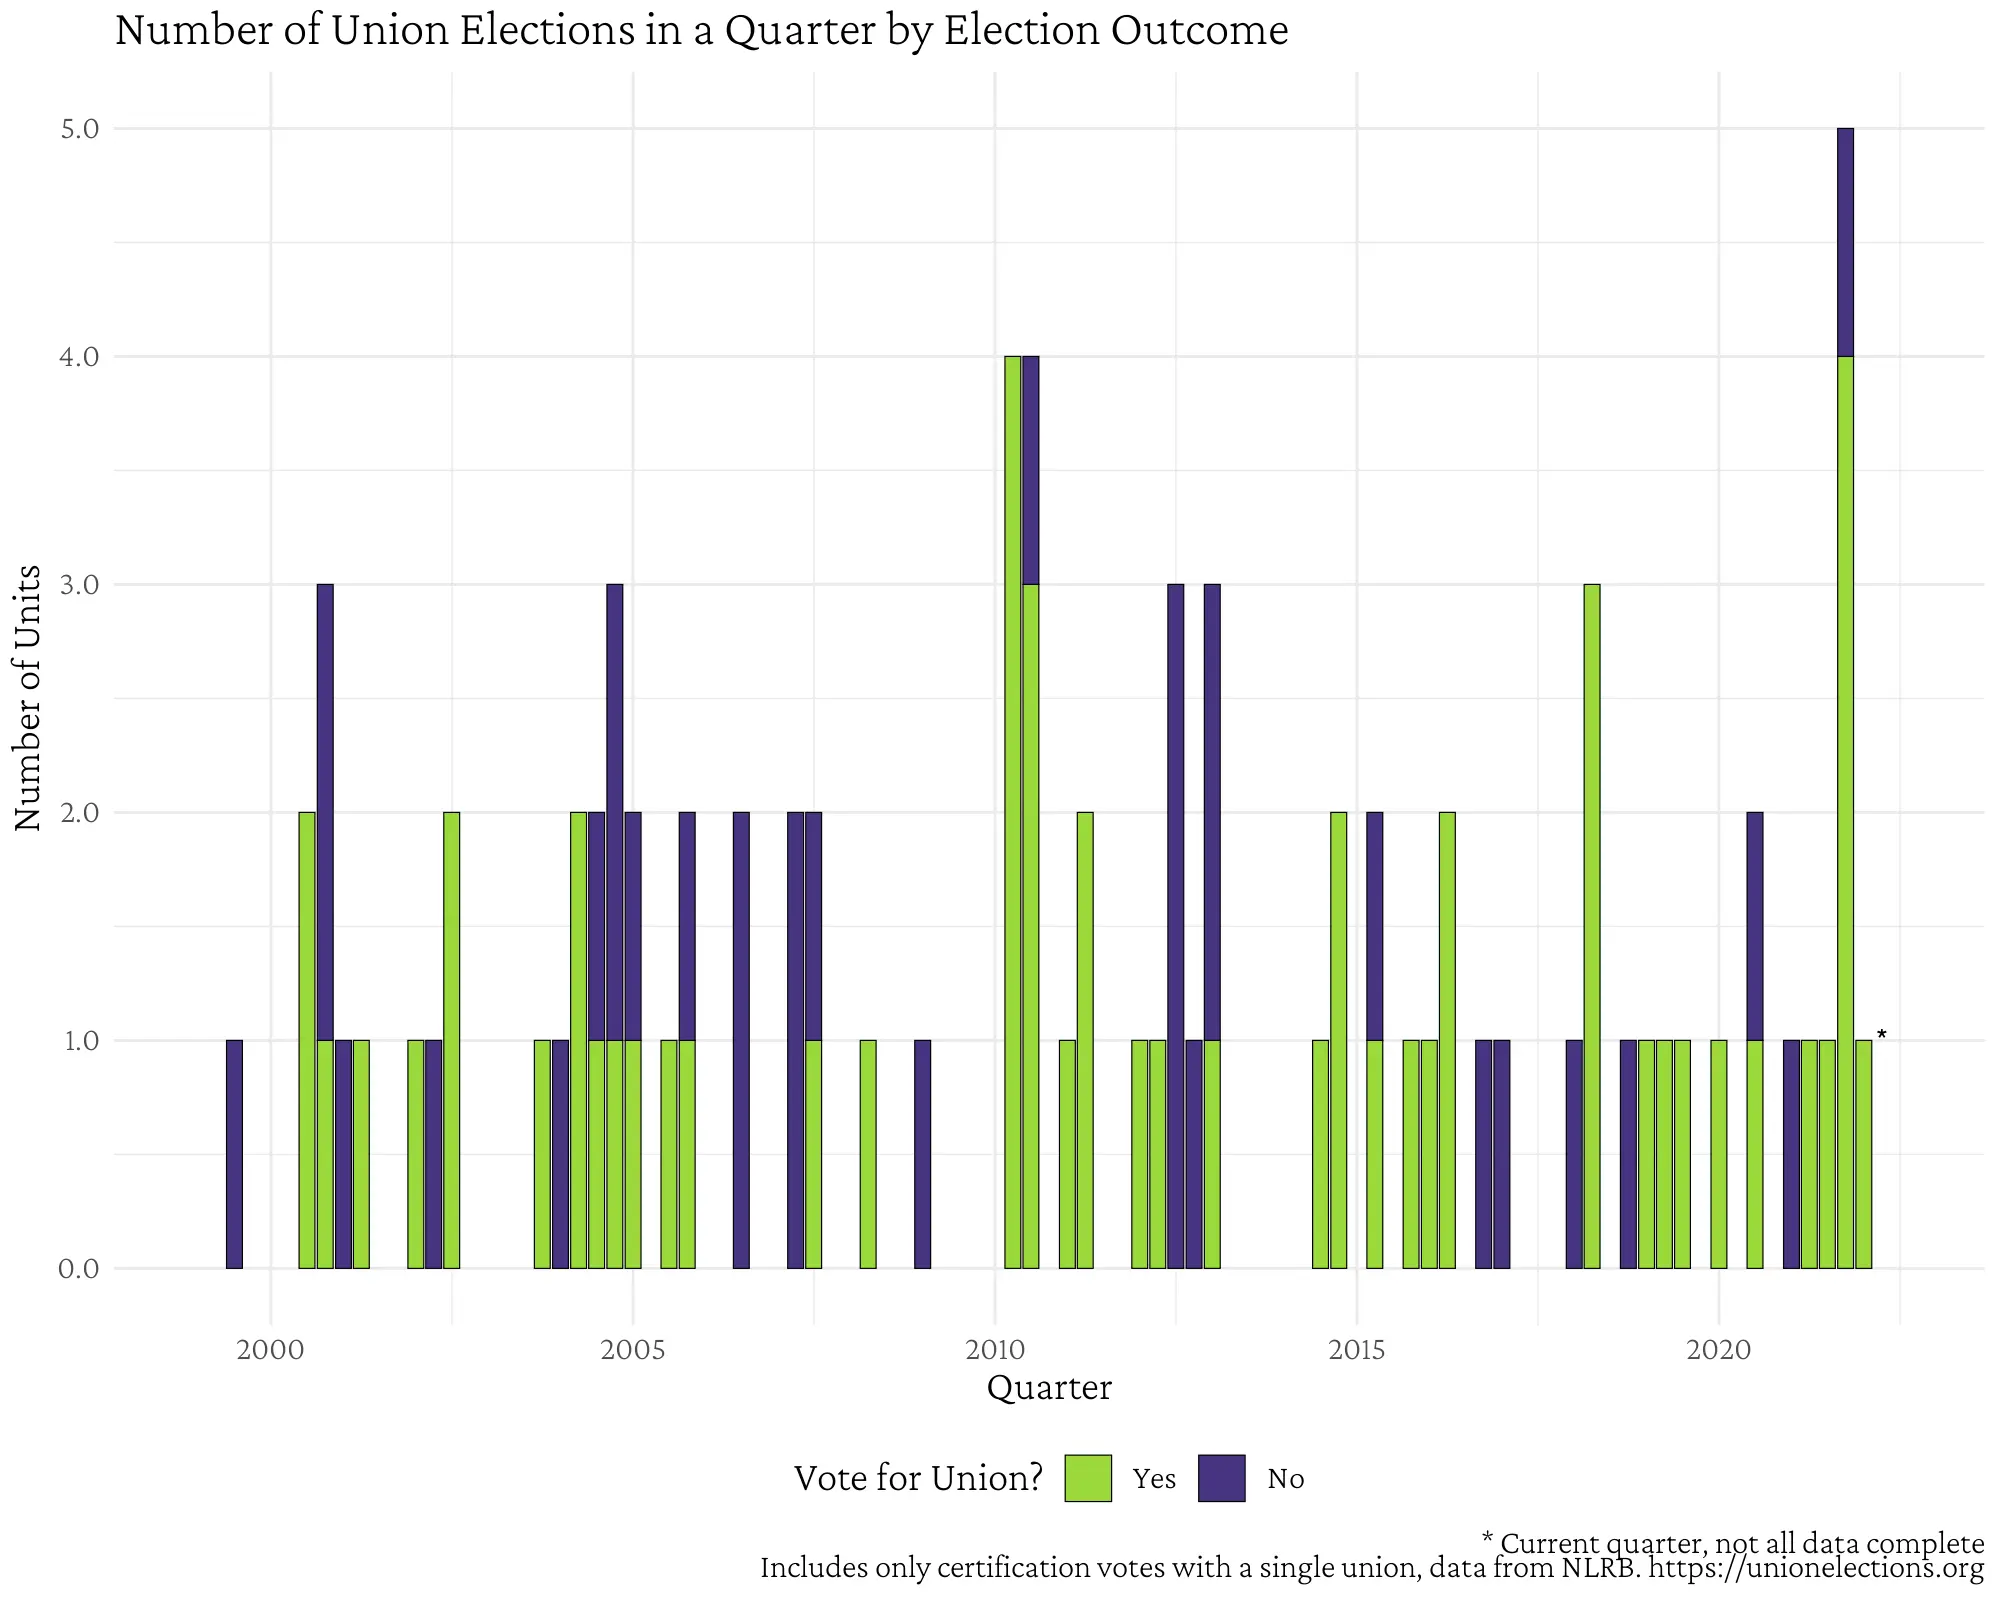 Number of Union Elections in a Quarter by Election Outcome
5.0
4.0
3.0
2.0
1.0
0.0
Number of Units
*
2000 2005 2010 2015 2020
Quarter
Vote for Union? Yes No
* Current quarter, not all data complete
Includes only certification votes with a single union, data from NLRB. https://unionelections.org